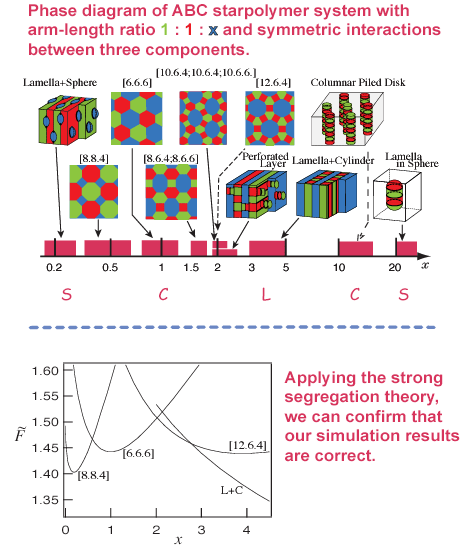 Phase diagram of ABC starpolymer system with
arm-length ratio 1 : 1 : x and symmetric interactions
between three components.
[10.6.4;10.6.4;10.6.6.]
Lamella+Sphere [6.6.6] [12.6.4] Columnar Piled Disk
[8.8.4] [8.6.4;8.6.6] Perforated Layer Lamella+Cylinder Lamella in Sphere
0.2 0.5 1 1.5 2 3 5 10 20 x
S C L C S
1.60
1.55
1.50
F̃
1.45
1.40
1.35
[8.8.4] [6.6.6] [12.6.4]
L+C
0 1 2 3 4
x
Applying the strong
segregation theory,
we can confirm that
our simulation results
are correct.